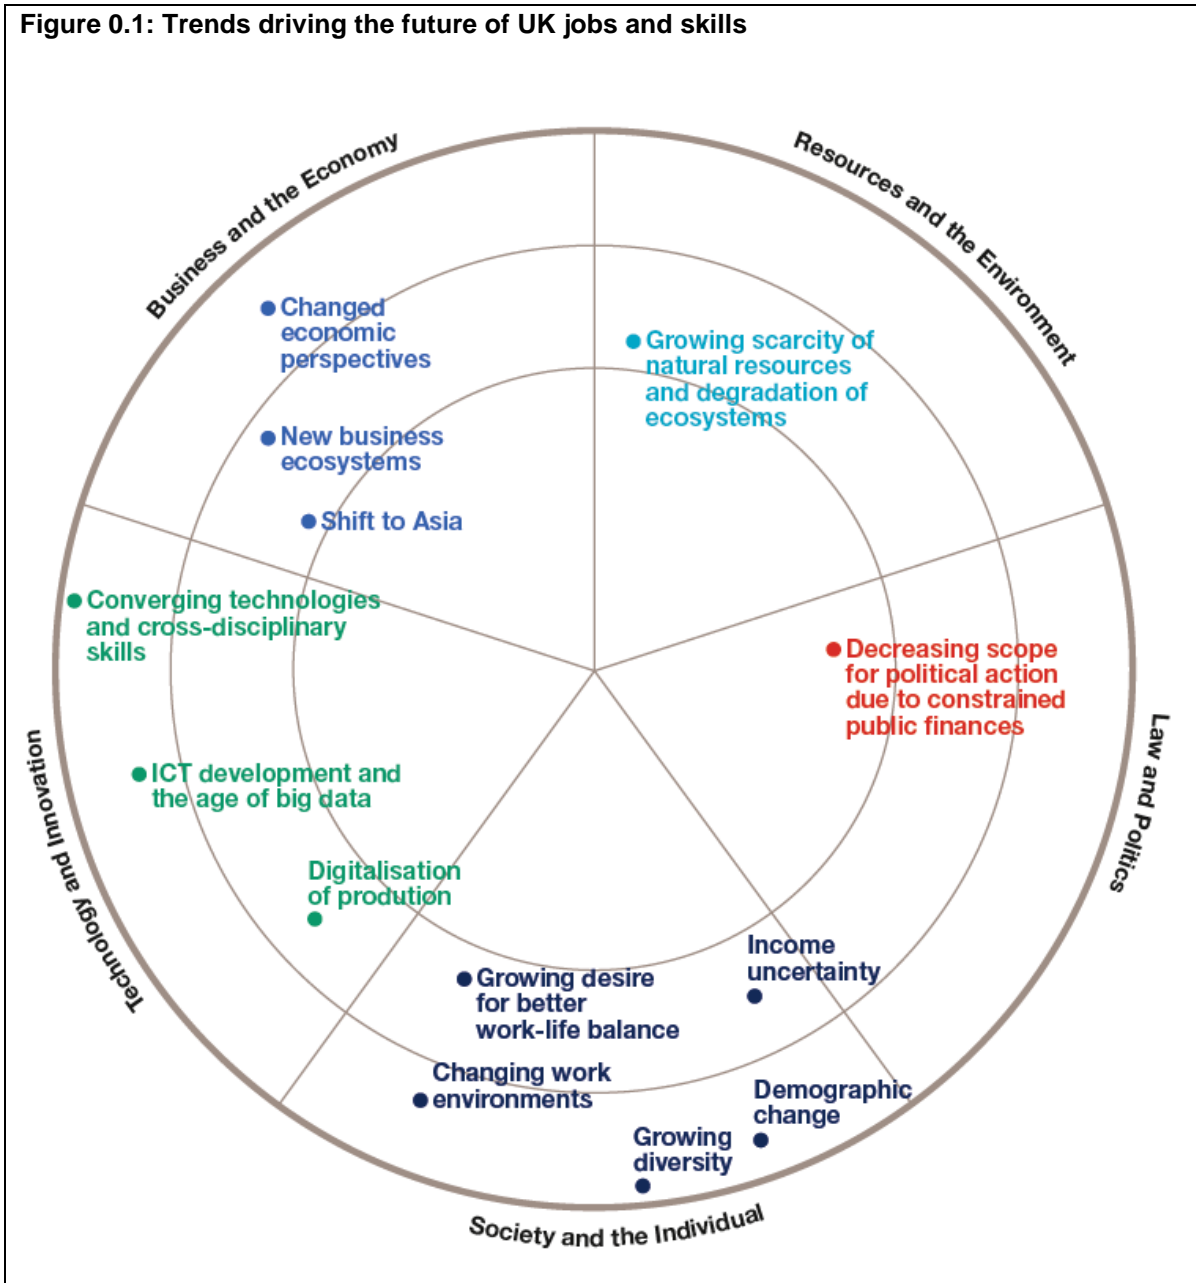 Figure 0.1: Trends driving the future of UK jobs and skills
Business and the Economy
Resources and the Environment
Changed
economic
perspectives
Growing scarcity of
natural resources
and degradation of
ecosystems
New business
ecosystems
Shift to Asia
Converging technologies
and cross-disciplinary
skills
Decreasing scope
for political action
due to constrained
public finances
Law and Politics
Technology and Innovation
ICT development and
the age of big data
Digitalisation
of prodution
Income
uncertainty
Growing desire
for better
work-life balance
Changing work
environments
Demographic
change
Growing
diversity
Society and the Individual